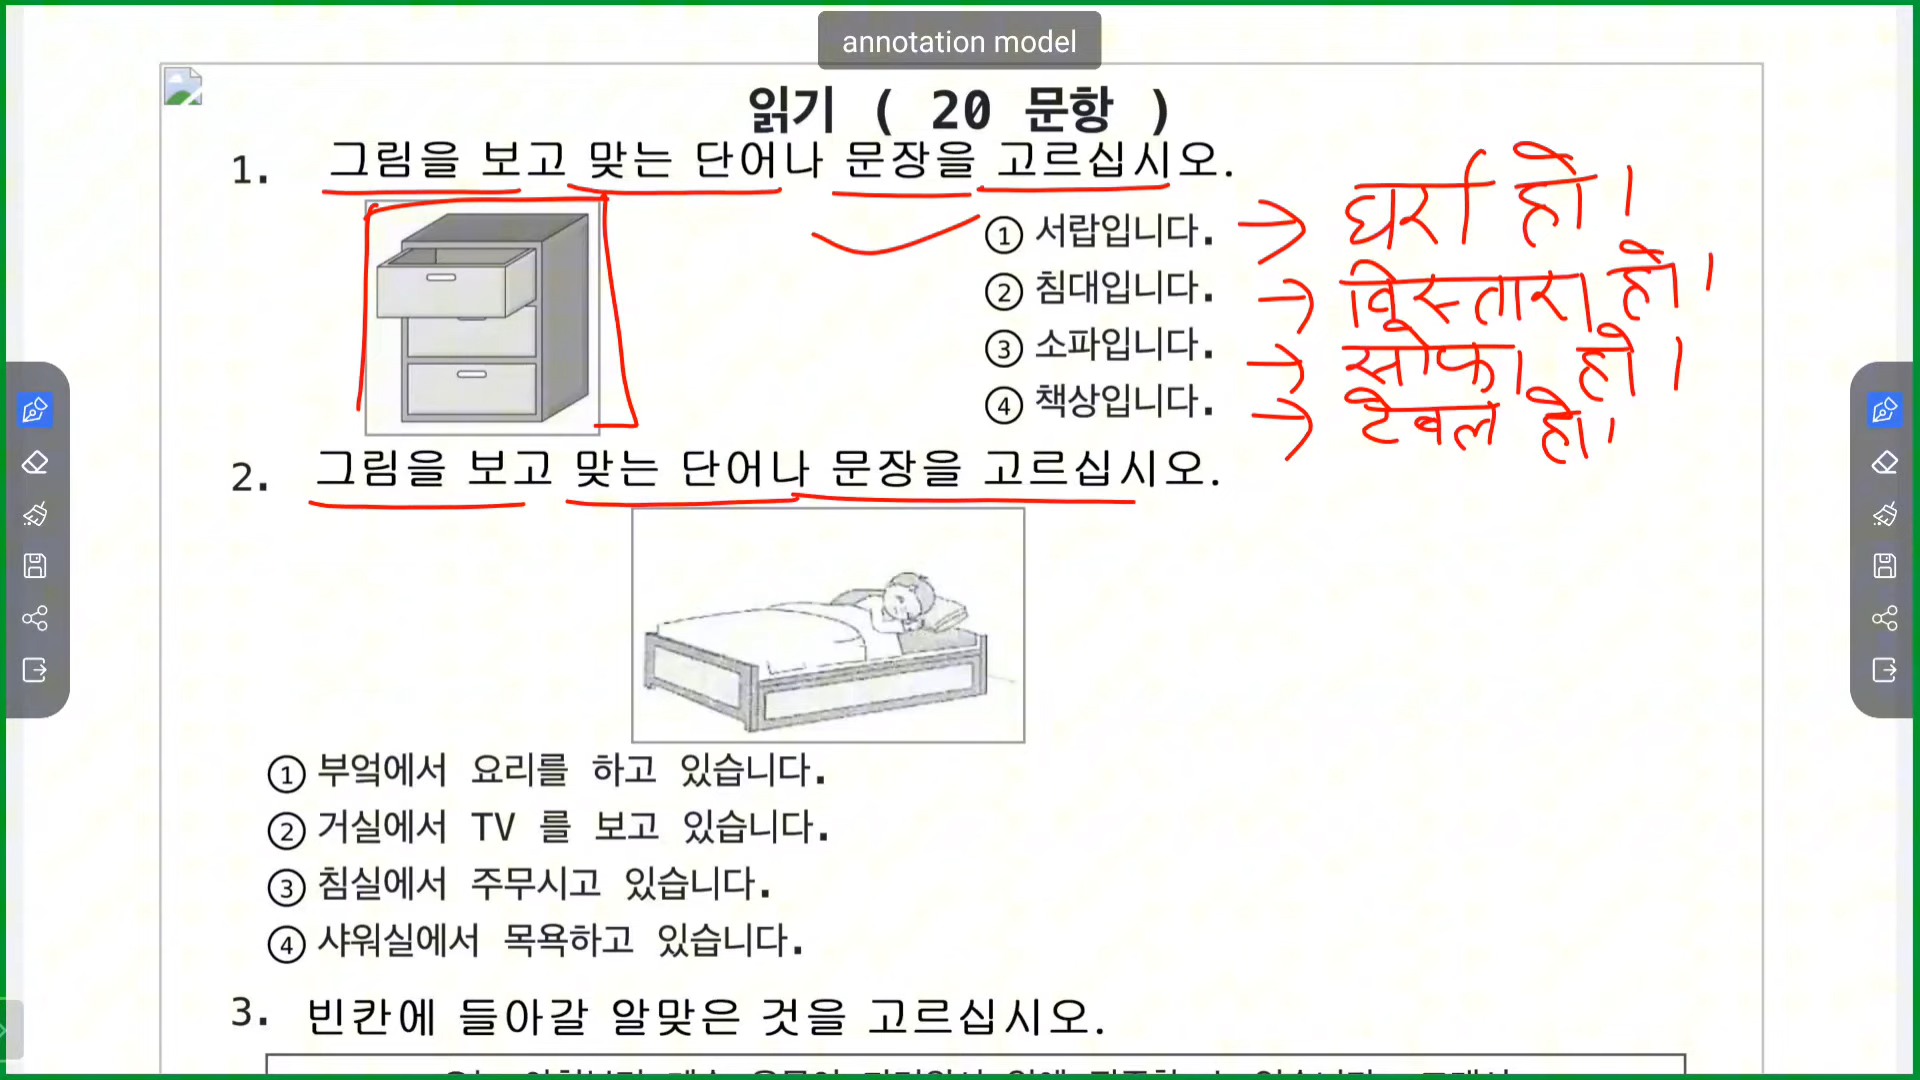 annotation model
읽기 ( 20 문항 )
1. 그림을 보고 맞는 단어나 문장을 고르십시오.
① 서랍입니다. → घर्रा हो।
② 침대입니다. → विस्तारा हो।
③ 소파입니다. → सोफा हो।
④ 책상입니다. → टेबल हो।
2. 그림을 보고 맞는 단어나 문장을 고르십시오.
① 부엌에서 요리를 하고 있습니다.
② 거실에서 TV 를 보고 있습니다.
③ 침실에서 주무시고 있습니다.
④ 샤워실에서 목욕하고 있습니다.
3. 빈칸에 들아갈 알맞은 것을 고르십시오.